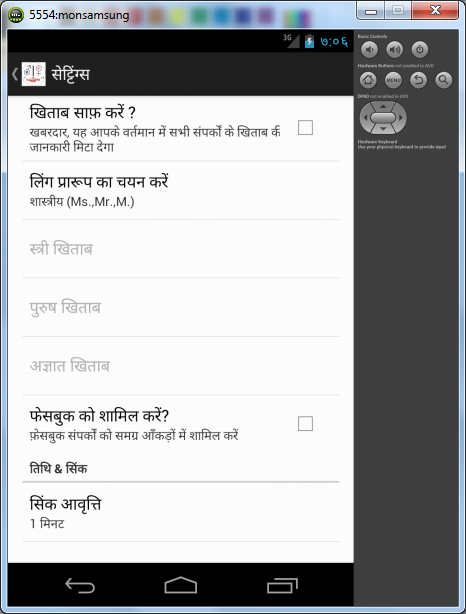 5554:monsamsung
3G ७:०६
सेट्टिंग्स
खिताब साफ़ करें ?
खबरदार, यह आपके वर्तमान में सभी संपर्कों के खिताब की
जानकारी मिटा देगा
लिंग प्रारूप का चयन करें
शास्त्रीय (Ms.,Mr.,M.)
स्त्री खिताब
पुरुष खिताब
अज्ञात खिताब
फेसबुक को शामिल करें?
फ़ेसबुक संपर्कों को समग्र आँकड़ों में शामिल करें
तिथि & सिंक
सिंक आवृत्ति
1 मिनट
Basic Controls
Hardware Buttons not enabled in AVD
MENU
DPAD not enabled in AVD
Hardware Keyboard
Use your physical keyboard to provide input